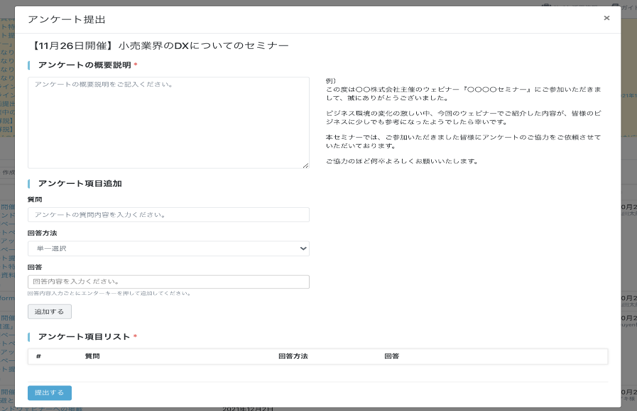 アンケート提出
×
【11月26日開催】小売業界のDXについてのセミナー
アンケートの概要説明 *
アンケートの概要説明をご記入ください。
例)
この度は〇〇株式会社主催のウェビナー『〇〇〇〇セミナー』にご参加いただきま
して、誠にありがとうございました。
ビジネス環境の変化の激しい中、今回のウェビナーでご紹介した内容が、皆様のビ
ジネスに少しでも参考になったようでしたら幸いです。
本セミナーでは、ご参加いただきました皆様にアンケートのご協力をご依頼させて
いただいております。
ご協力のほど何卒よろしくお願いいたします。
アンケート項目追加
質問
アンケートの質問内容を入力ください。
回答方法
単一選択
回答
回答内容を入力ください。
回答内容入力ごとにエンターキーを押して追加してください。
追加する
アンケート項目リスト *
# 質問 回答方法 回答
提出する
2021年12月2日